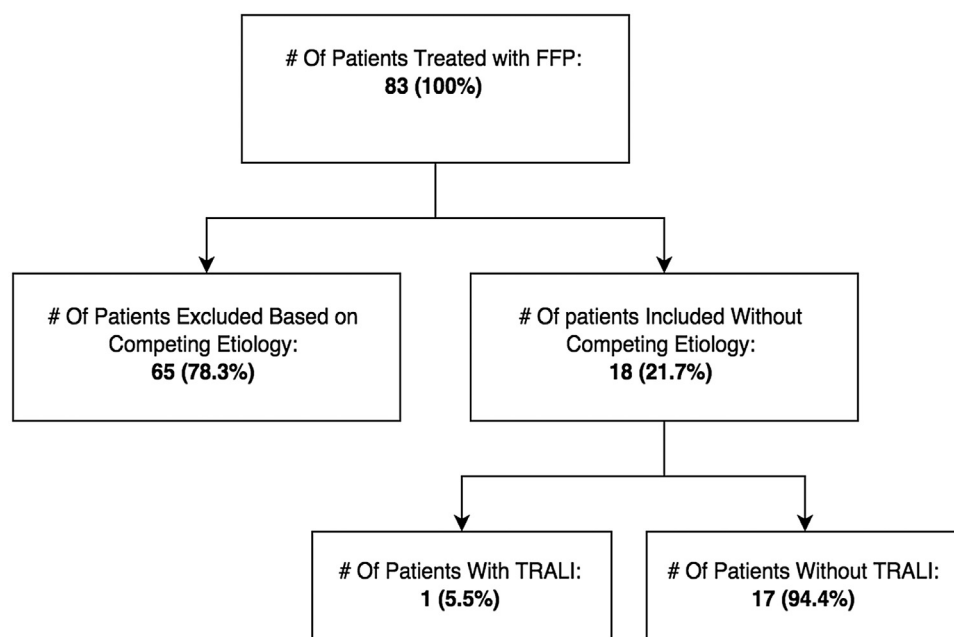 # Of Patients Treated with FFP:
83 (100%)
# Of Patients Excluded Based on
Competing Etiology:
65 (78.3%)
# Of patients Included Without
Competing Etiology:
18 (21.7%)
# Of Patients With TRALI:
1 (5.5%)
# Of Patients Without TRALI:
17 (94.4%)